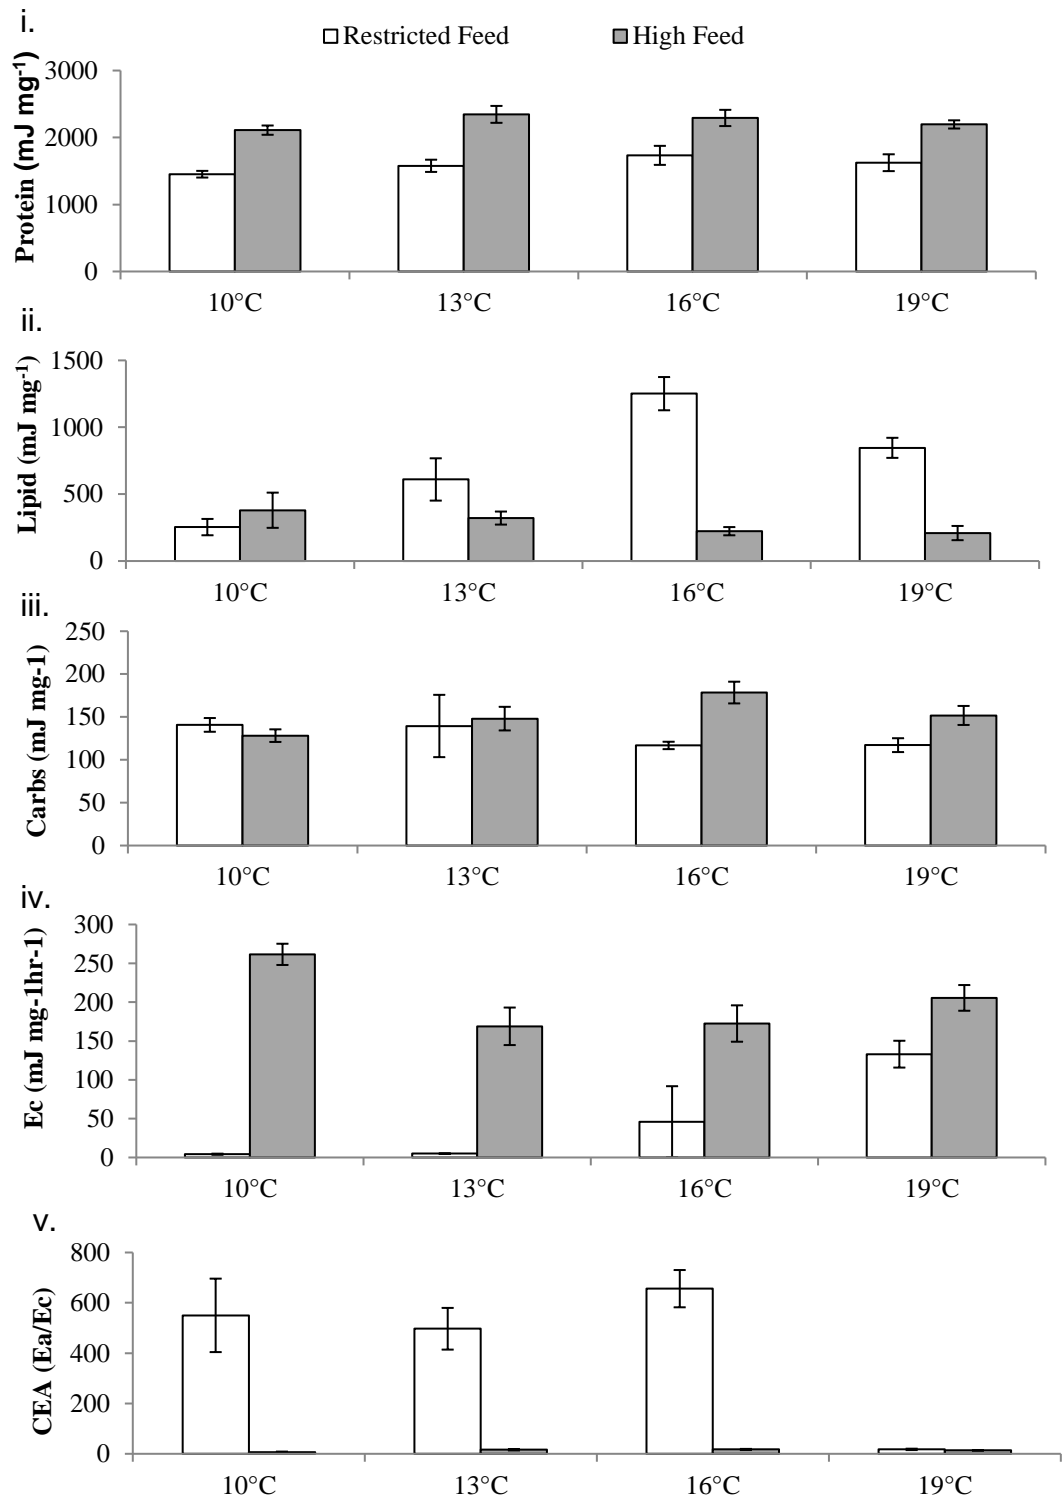 i.
Restricted Feed High Feed
Protein (mJ mg-1)
3000
2000
1000
0
10°C 13°C 16°C 19°C
ii.
Lipid (mJ mg-1)
1500
1000
500
0
10°C 13°C 16°C 19°C
iii.
Carbs (mJ mg-1)
250
200
150
100
50
0
10°C 13°C 16°C 19°C
iv.
Ec (mJ mg-1hr-1)
300
250
200
150
100
50
0
10°C 13°C 16°C 19°C
v.
CEA (Ea/Ec)
800
600
400
200
0
10°C 13°C 16°C 19°C